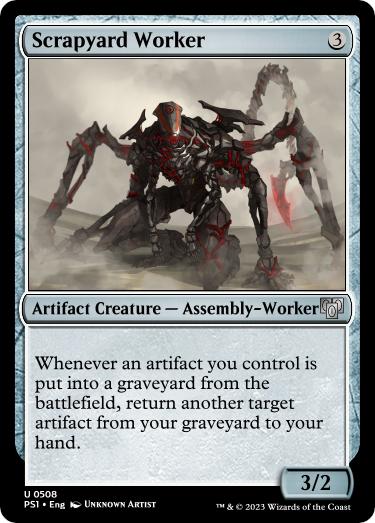 Scrapyard Worker 3
Artifact Creature — Assembly-Worker
Whenever an artifact you control is
put into a graveyard from the
battlefield, return another target
artifact from your graveyard to your
hand.
3/2
U 0508
PS1 • Eng Unknown Artist
™ & © 2023 Wizards of the Coast